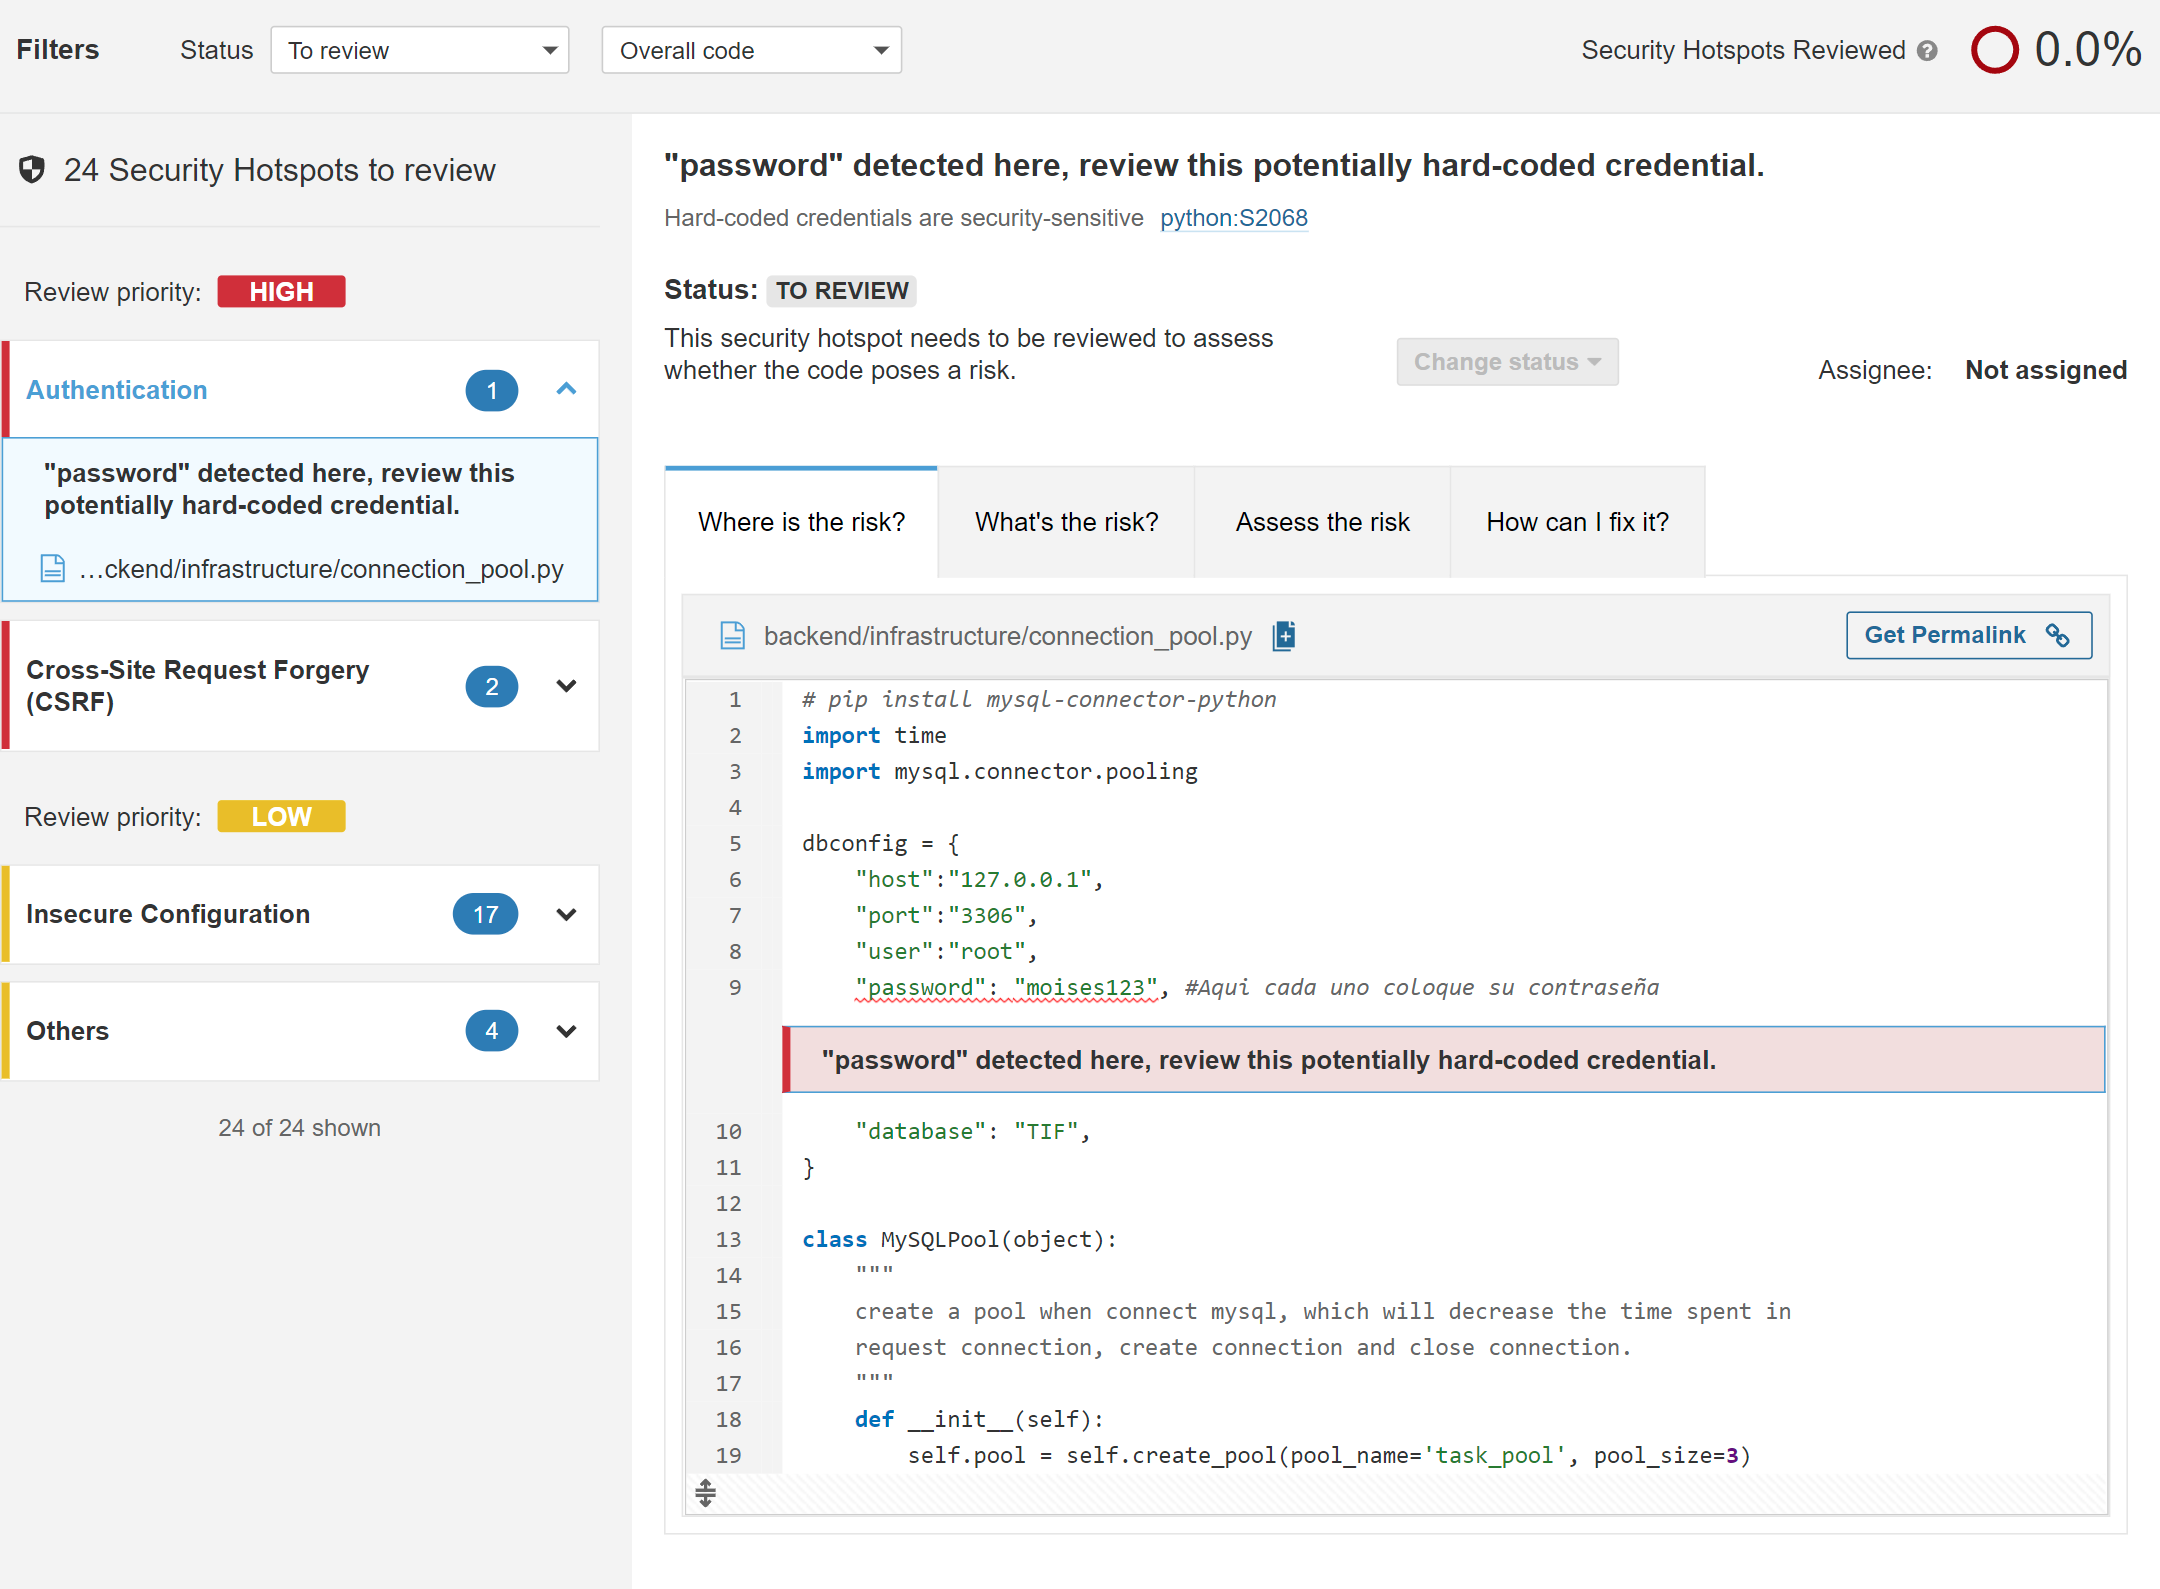 Filters
Status
To review
Overall code
Security Hotspots Reviewed
0.0%
24 Security Hotspots to review
Review priority: HIGH
Authentication 1
"password" detected here, review this
potentially hard-coded credential.
...ckend/infrastructure/connection_pool.py
Cross-Site Request Forgery
(CSRF)
2
Review priority: LOW
Insecure Configuration 17
Others 4
24 of 24 shown
"password" detected here, review this potentially hard-coded credential.
Hard-coded credentials are security-sensitive python:S2068
Status: TO REVIEW
This security hotspot needs to be reviewed to assess
whether the code poses a risk.
Change status
Assignee: Not assigned
Where is the risk?
What's the risk?
Assess the risk
How can I fix it?
backend/infrastructure/connection_pool.py
Get Permalink
1 # pip install mysql-connector-python
2 import time
3 import mysql.connector.pooling
4
5 dbconfig = {
6     "host":"127.0.0.1",
7     "port":"3306",
8     "user":"root",
9     "password": "moises123", #Aqui cada uno coloque su contraseña
"password" detected here, review this potentially hard-coded credential.
10     "database": "TIF",
11 }
12
13 class MySQLPool(object):
14     """
15     create a pool when connect mysql, which will decrease the time spent in
16     request connection, create connection and close connection.
17     """
18     def __init__(self):
19         self.pool = self.create_pool(pool_name='task_pool', pool_size=3)